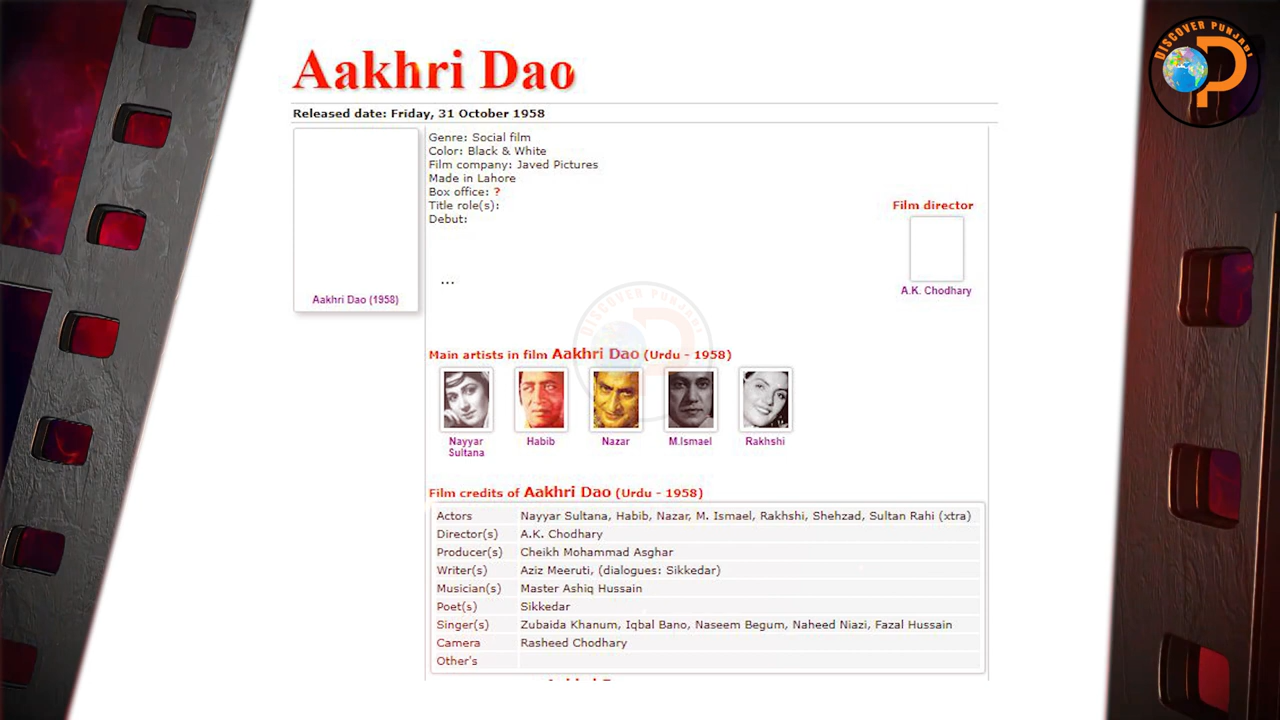 DISCOVER PUNJABI
Aakhri Dao
Released date: Friday, 31 October 1958
Aakhri Dao (1958)
Genre: Social film
Color: Black & White
Film company: Javed Pictures
Made in Lahore
Box office: ?
Title role(s):
Debut:
...
Film director
A.K. Chodhary
DISCOVER PUNJABI
Main artists in film Aakhri Dao (Urdu - 1958)
Nayyar
Sultana
Habib
Nazar
M.Ismael
Rakhshi
Film credits of Aakhri Dao (Urdu - 1958)
Actors Nayyar Sultana, Habib, Nazar, M. Ismael, Rakhshi, Shehzad, Sultan Rahi (xtra)
Director(s) A.K. Chodhary
Producer(s) Cheikh Mohammad Asghar
Writer(s) Aziz Meeruti, (dialogues: Sikkedar)
Musician(s) Master Ashiq Hussain
Poet(s) Sikkedar
Singer(s) Zubaida Khanum, Iqbal Bano, Naseem Begum, Naheed Niazi, Fazal Hussain
Camera Rasheed Chodhary
Other's